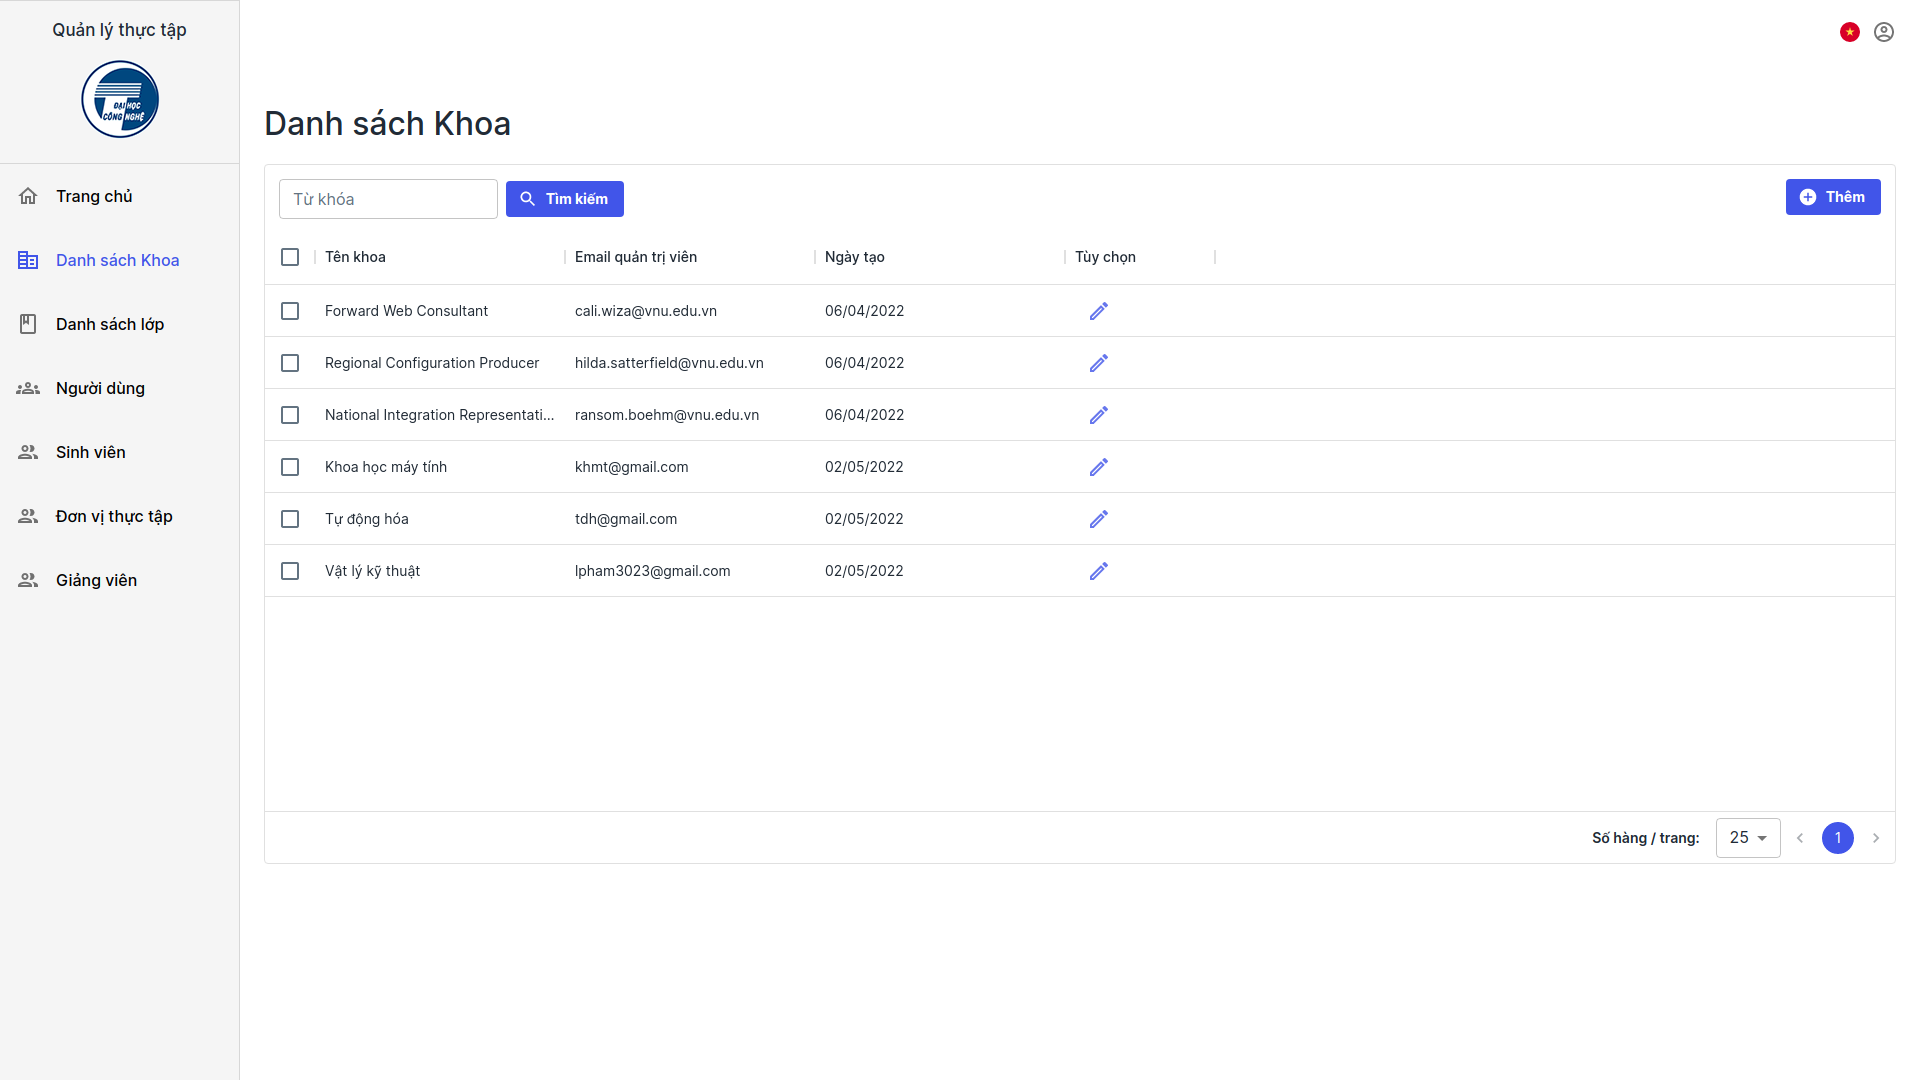 Quản lý thực tập
ĐẠI HỌC
CÔNG NGHỆ
Trang chủ
Danh sách Khoa
Danh sách lớp
Người dùng
Sinh viên
Đơn vị thực tập
Giảng viên
Danh sách Khoa
Từ khóa
Tìm kiếm
Thêm
Tên khoa Email quản trị viên Ngày tạo Tùy chọn
Forward Web Consultant cali.wiza@vnu.edu.vn 06/04/2022
Regional Configuration Producer hilda.satterfield@vnu.edu.vn 06/04/2022
National Integration Representati... ransom.boehm@vnu.edu.vn 06/04/2022
Khoa học máy tính khmt@gmail.com 02/05/2022
Tự động hóa tdh@gmail.com 02/05/2022
Vật lý kỹ thuật lpham3023@gmail.com 02/05/2022
Số hàng / trang: 25 1